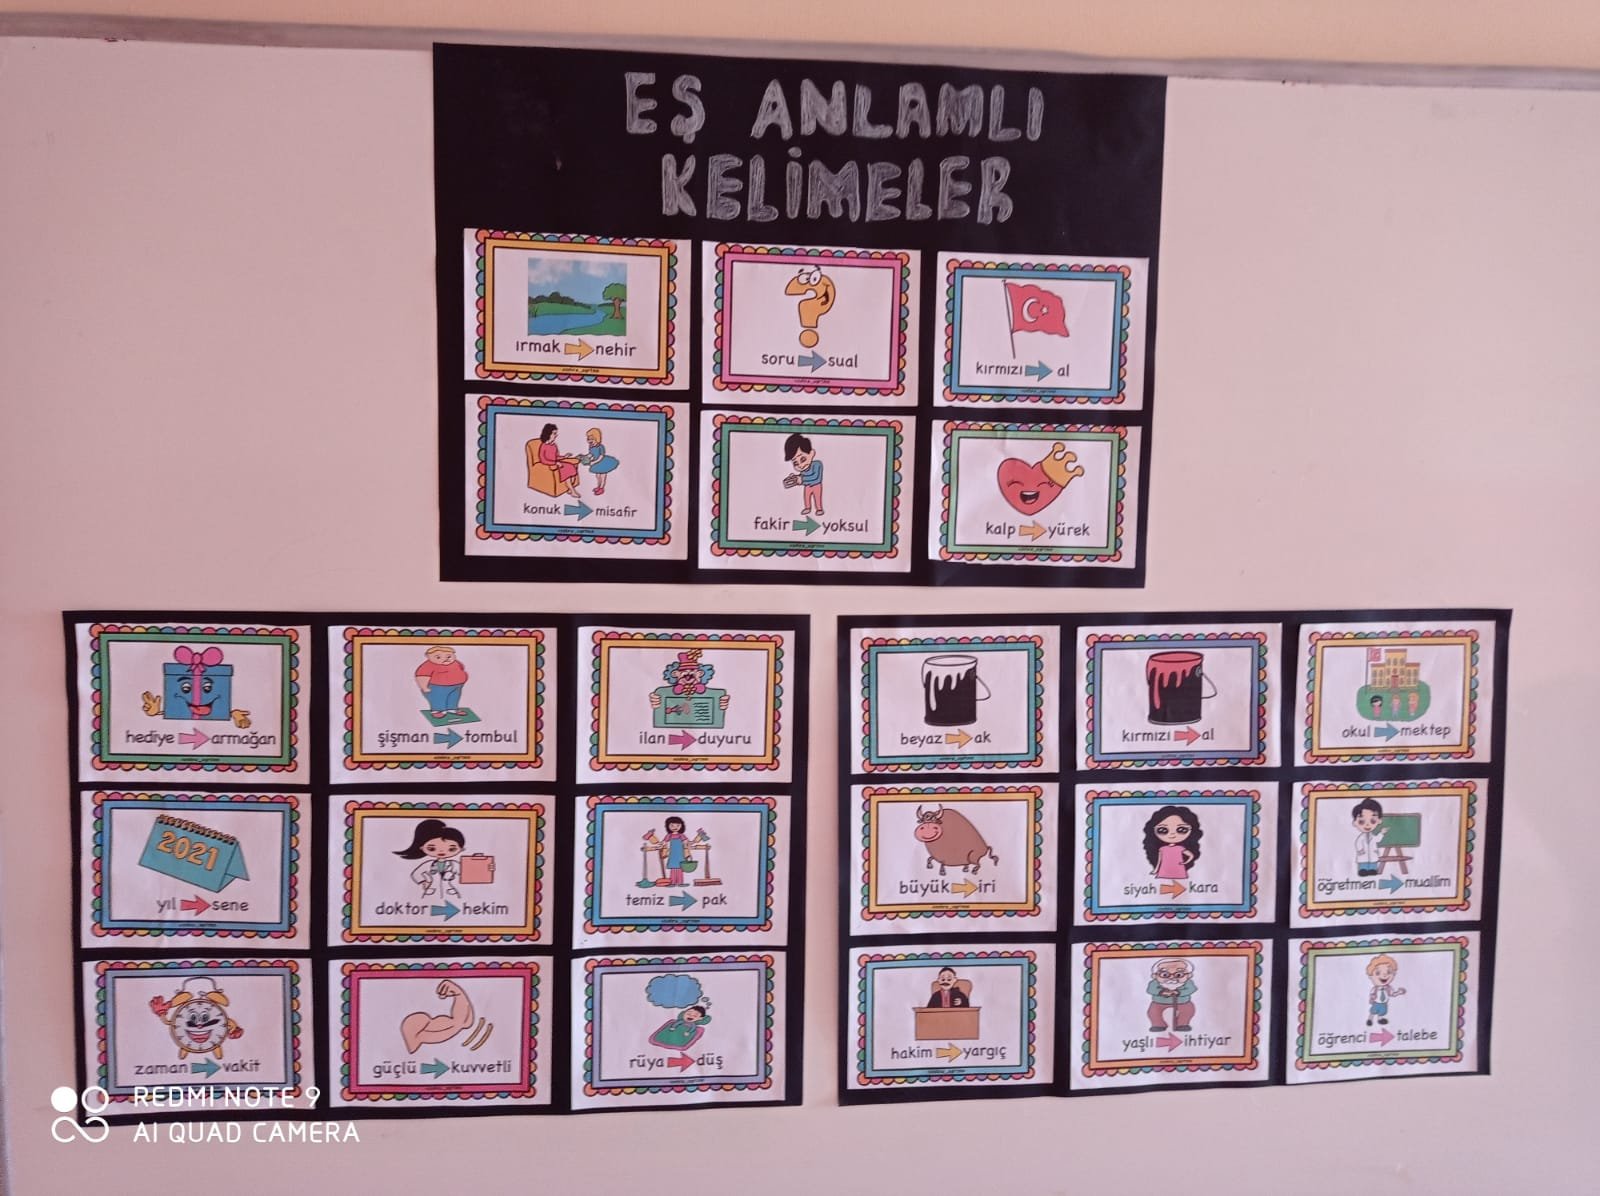 EŞ ANLAMLI
KELİMELER
ırmak nehir
soru sual
kırmızı al
konuk misafir
fakir yoksul
kalp yürek
hediye armağan
şişman tombul
ilan duyuru
2021
yıl sene
doktor hekim
temiz pak
zaman vakit
güçlü kuvvetli
rüya düş
beyaz ak
kırmızı al
okul mektep
büyük iri
siyah kara
öğretmen muallim
hakim yargıç
yaşlı ihtiyar
öğrenci talebe
REDMI NOTE 9
AI QUAD CAMERA